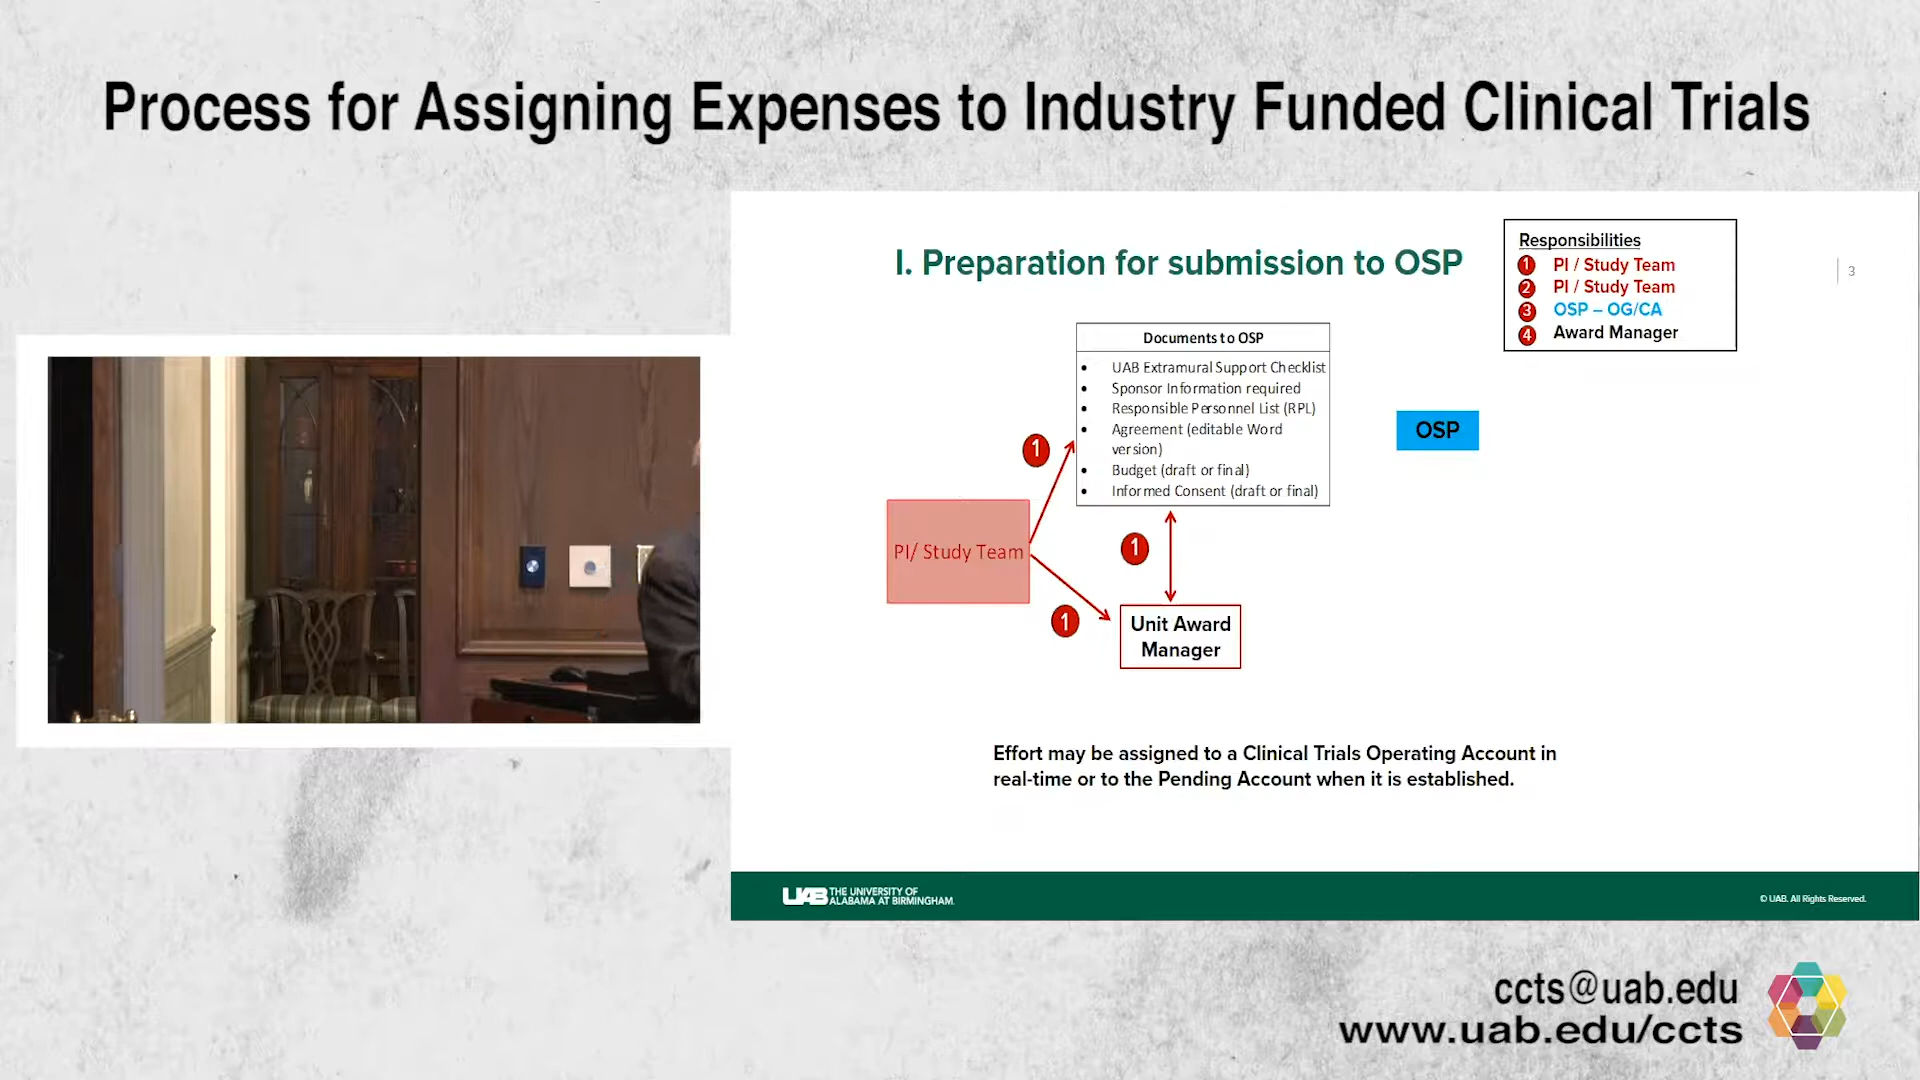 Process for Assigning Expenses to Industry Funded Clinical Trials
I. Preparation for submission to OSP
Responsibilities
1 PI / Study Team
2 PI / Study Team
3 OSP – OG/CA
4 Award Manager
3
Documents to OSP
• UAB Extramural Support Checklist
• Sponsor Information required
• Responsible Personnel List (RPL)
• Agreement (editable Word
version)
• Budget (draft or final)
• Informed Consent (draft or final)
OSP
1
PI/ Study Team
1
1
Unit Award
Manager
Effort may be assigned to a Clinical Trials Operating Account in
real-time or to the Pending Account when it is established.
UAB THE UNIVERSITY OF
ALABAMA AT BIRMINGHAM.
© UAB. All Rights Reserved.
ccts@uab.edu
www.uab.edu/ccts